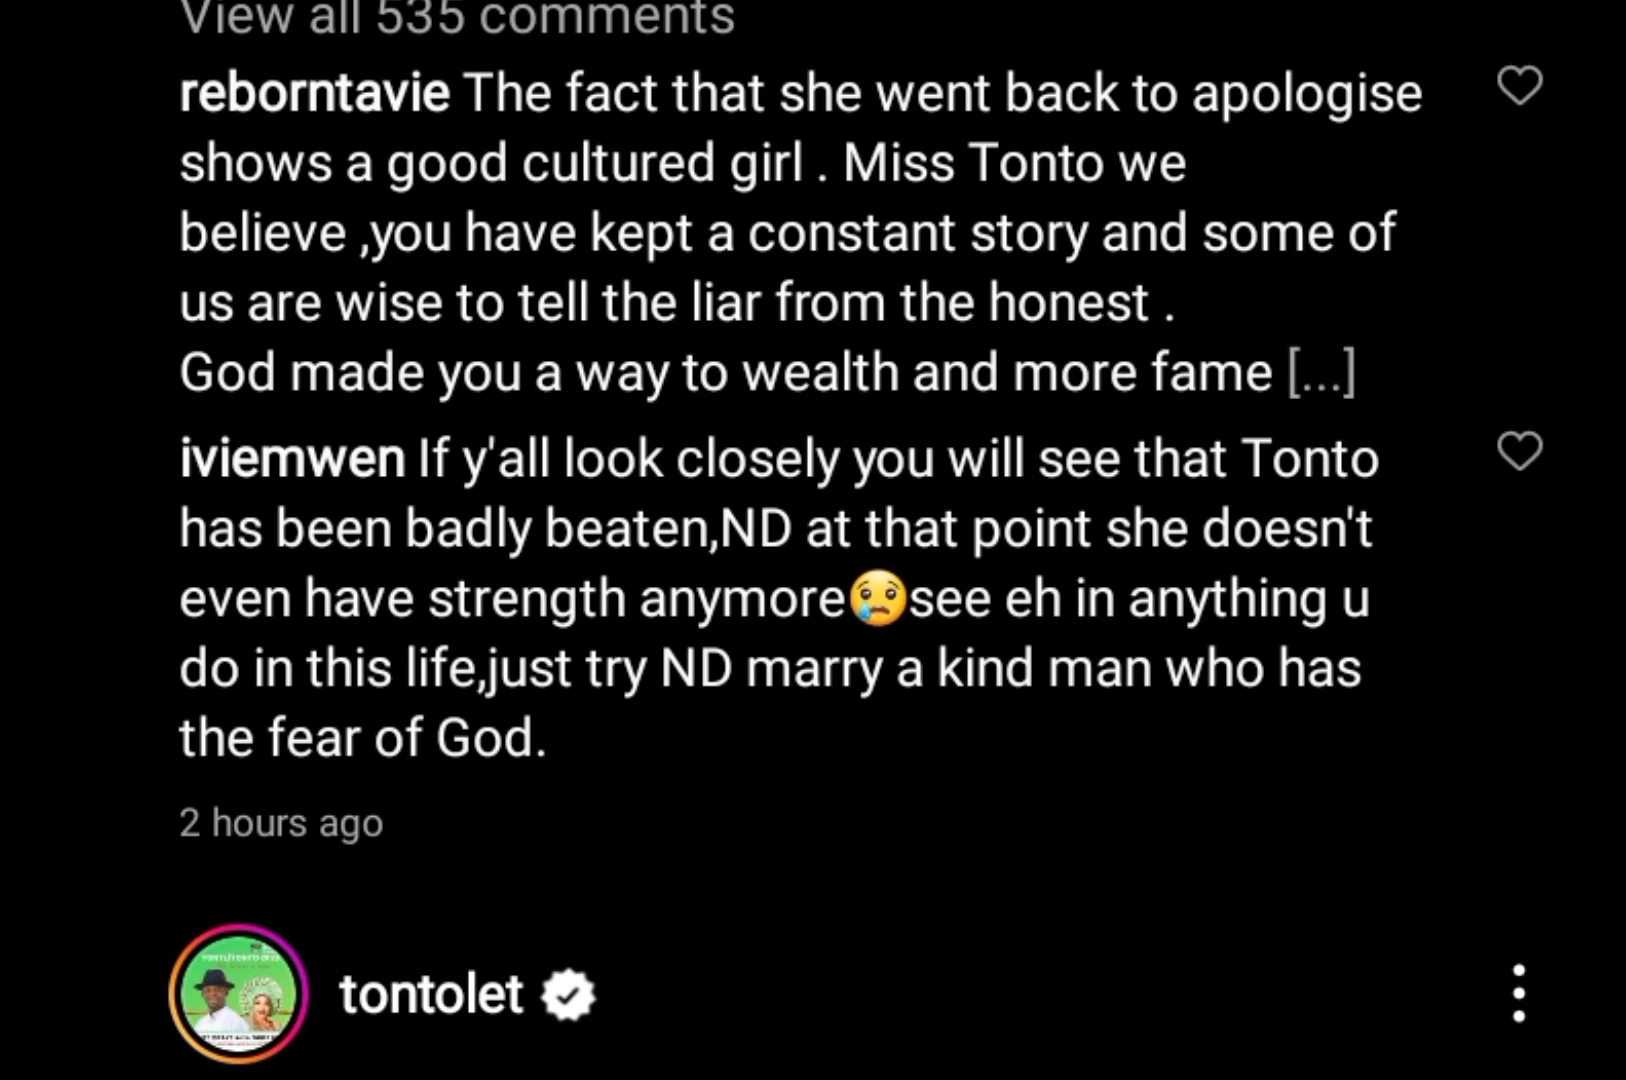 View all 535 comments
reborntavie The fact that she went back to apologise
shows a good cultured girl . Miss Tonto we
believe ,you have kept a constant story and some of
us are wise to tell the liar from the honest .
God made you a way to wealth and more fame [...]
iviemwen If y'all look closely you will see that Tonto
has been badly beaten,ND at that point she doesn't
even have strength anymore😢see eh in anything u
do in this life,just try ND marry a kind man who has
the fear of God.
2 hours ago
tontolet